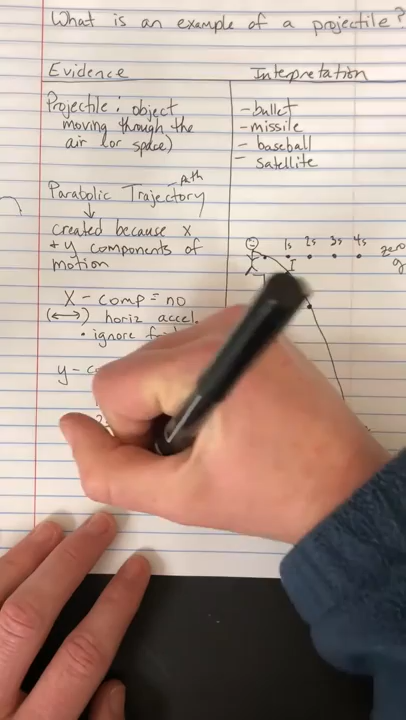 What is an example of a projectile?
Evidence
Interpretation
Projectile: object
moving through the
air (or space)
- bullet
- missile
- baseball
- satellite
Parabolic Trajectory
Path
created because x
+ y components of
motion
1s 2s 3s 4s
zero
g
X - comp = no
(↔) horiz accel.
• ignore
y -